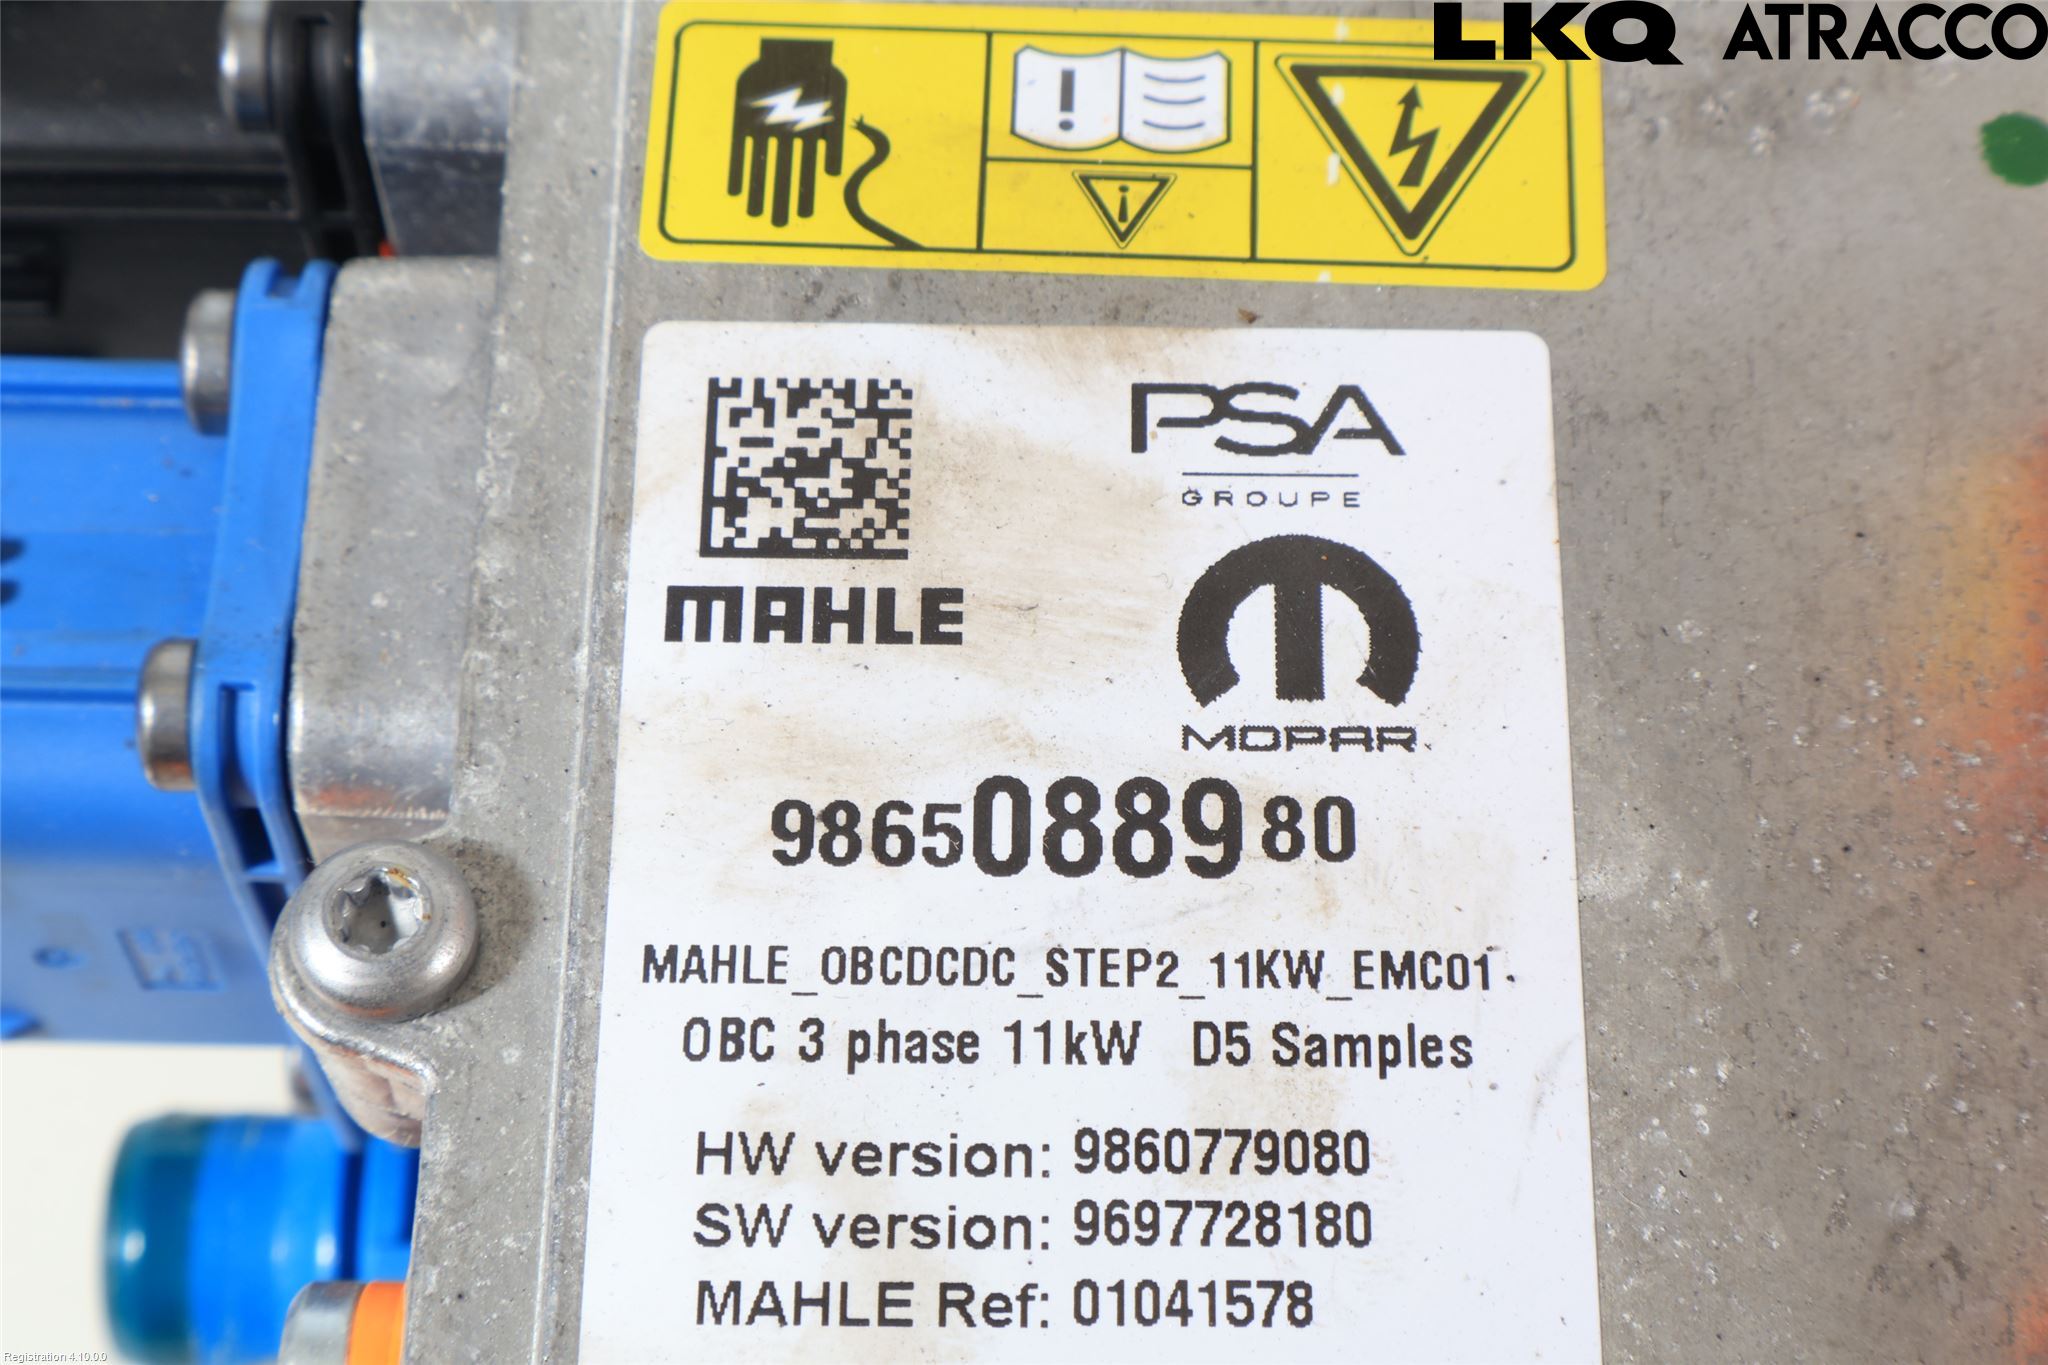 LKQ ATRACCO
PSA
GROUPE
MAHLE
MOPAR
9865088980
MAHLE_OBCDCDC_STEP2_11KW_EMC01
OBC 3 phase 11kW D5 Samples
HW version: 9860779080
SW version: 9697728180
MAHLE Ref: 01041578
Registration 4.10.0.0